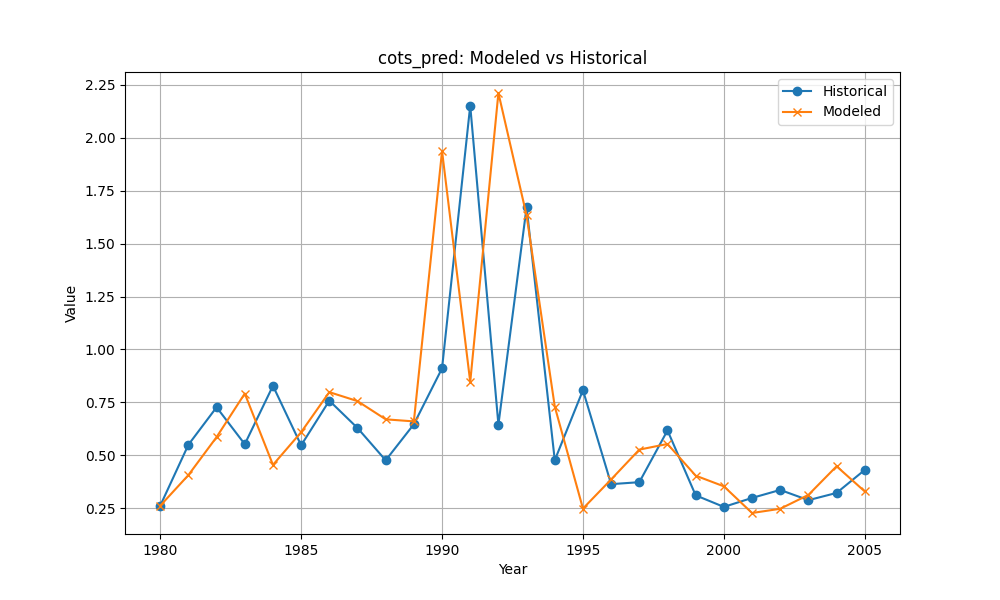 cots_pred: Modeled vs Historical
Historical
Modeled
2.25
2.00
1.75
1.50
1.25
1.00
0.75
0.50
0.25
Value
1980 1985 1990 1995 2000 2005
Year